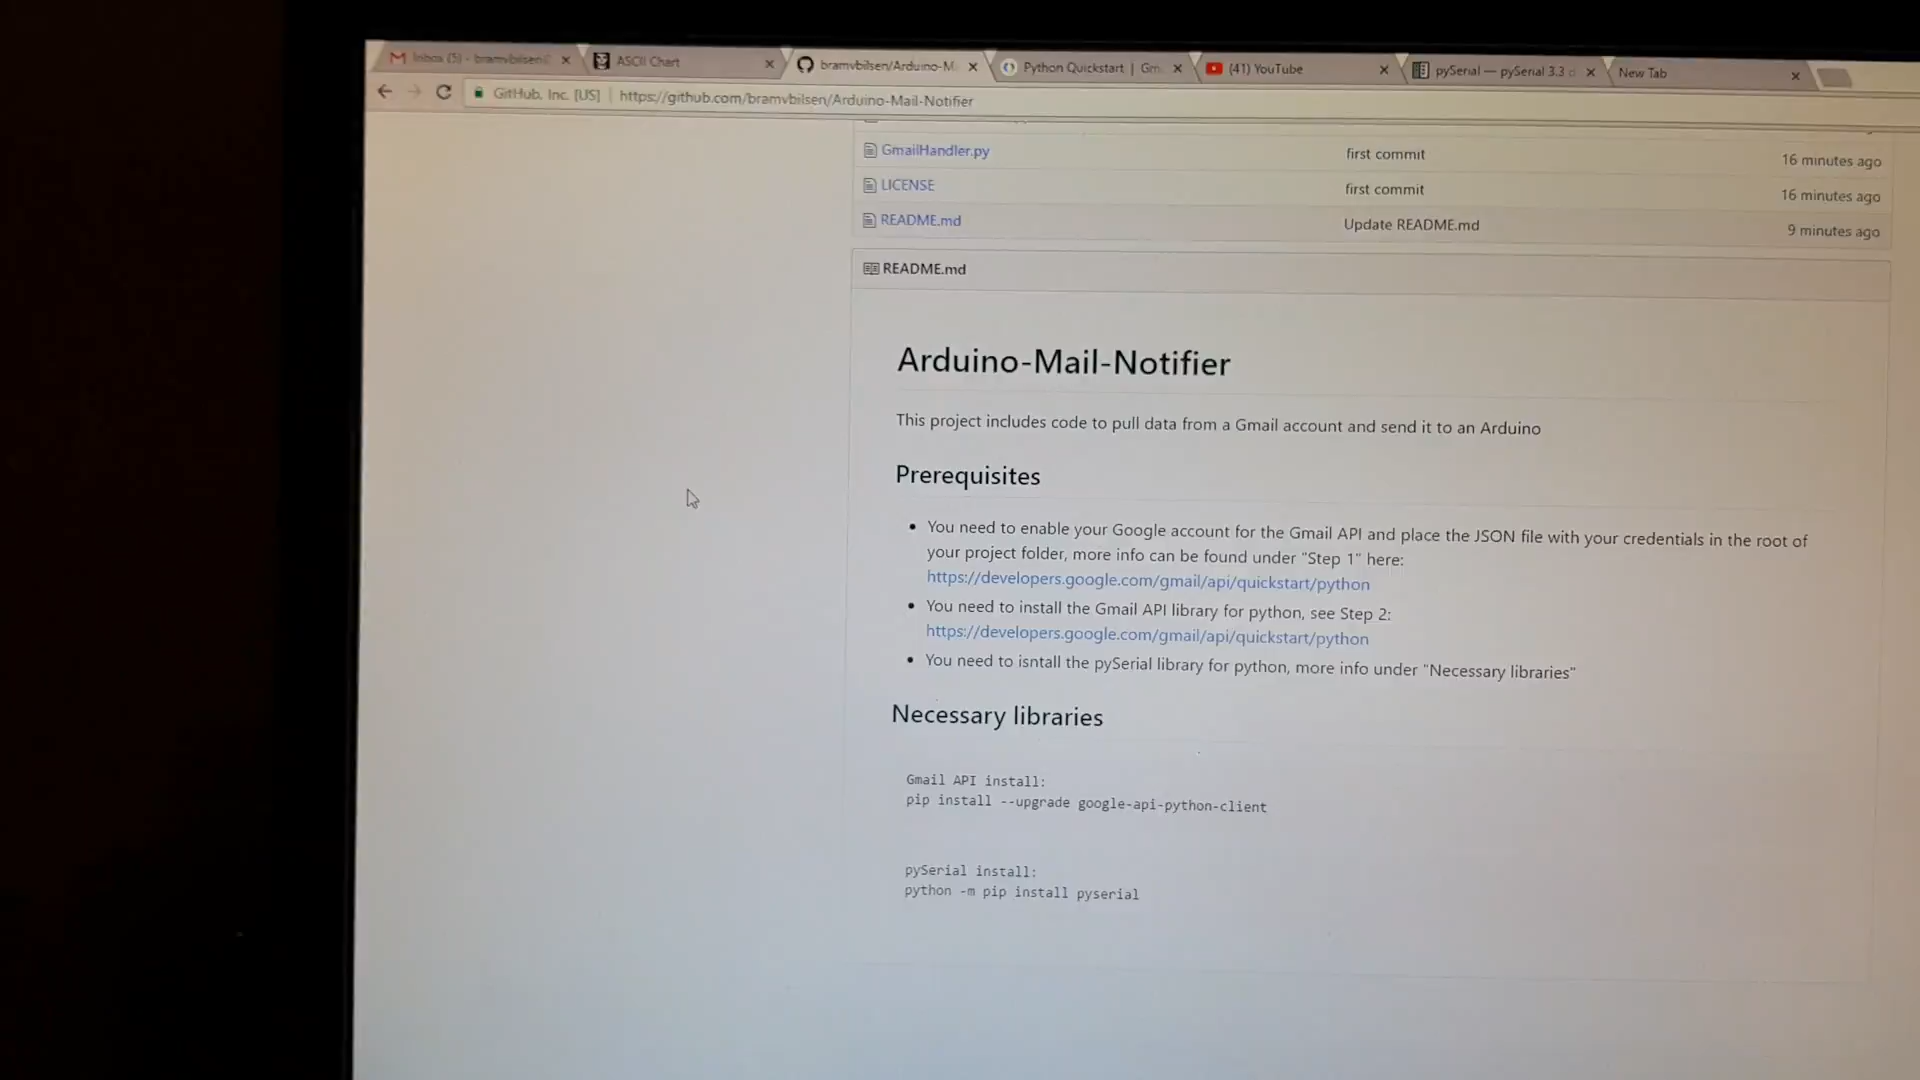 Inbox (5) - bramvbilsen
ASCII Chart
bramvbilsen/Arduino-M
Python Quickstart | Gm
(41) YouTube
pySerial — pySerial 3.3 d
New Tab
GitHub, Inc. [US] | https://github.com/bramvbilsen/Arduino-Mail-Notifier
GmailHandler.py first commit 16 minutes ago
LICENSE first commit 16 minutes ago
README.md Update README.md 9 minutes ago
README.md
Arduino-Mail-Notifier
This project includes code to pull data from a Gmail account and send it to an Arduino
Prerequisites
• You need to enable your Google account for the Gmail API and place the JSON file with your credentials in the root of
your project folder, more info can be found under "Step 1" here:
https://developers.google.com/gmail/api/quickstart/python
• You need to install the Gmail API library for python, see Step 2:
https://developers.google.com/gmail/api/quickstart/python
• You need to isntall the pySerial library for python, more info under "Necessary libraries"
Necessary libraries
Gmail API install:
pip install --upgrade google-api-python-client
pySerial install:
python -m pip install pyserial